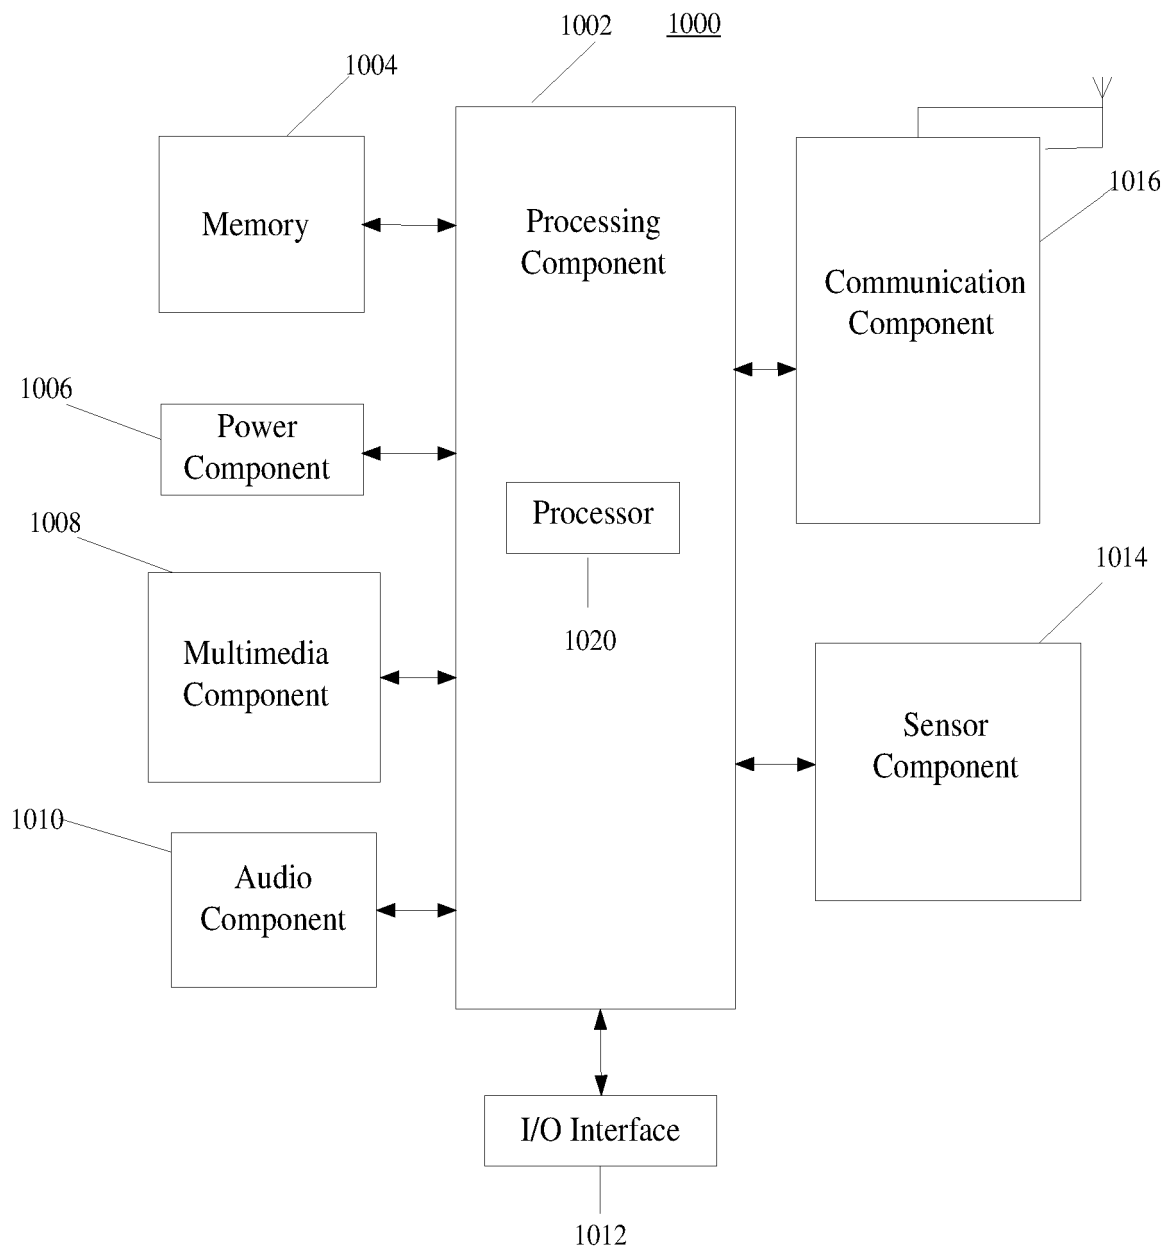 1002
1000
1004
Memory
Processing
Component
1016
Communication
Component
1006
Power
Component
1008
Processor
1020
1014
Multimedia
Component
Sensor
Component
1010
Audio
Component
I/O Interface
1012